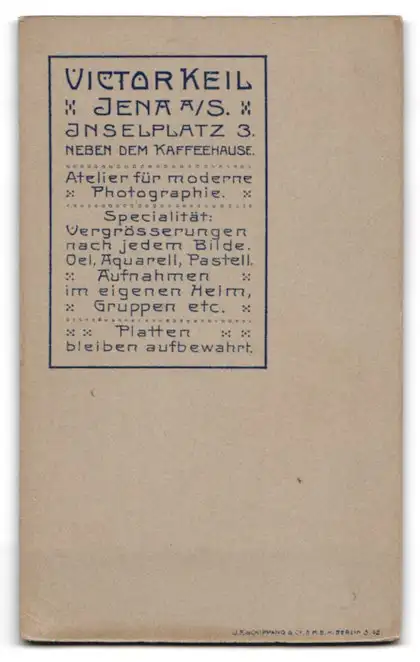 VICTOR KEIL
JENA A/S.
INSELPLATZ 3.
NEBEN DEM KAFFEEHAUSE.
Atelier für moderne
Photographie.
Specialität:
Vergrösserungen
nach jedem Bilde.
Oel, Aquarell, Pastell.
Aufnahmen
im eigenen Heim,
Gruppen etc.
Platten
bleiben aufbewahrt.